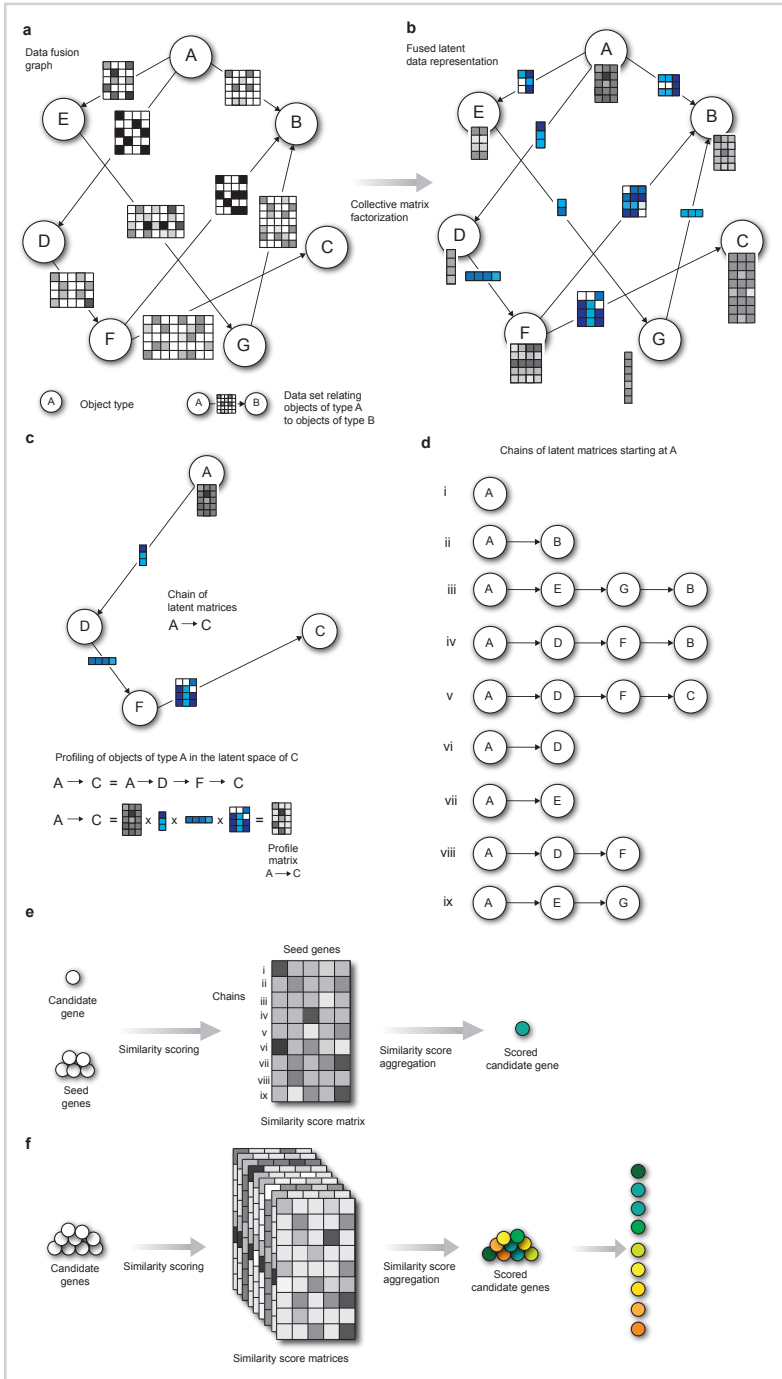 a
Data fusion
graph
A
E
B
D
C
F
G
A
Object type
A
B
Data set relating
objects of type A
to objects of type B
Collective matrix
factorization
b
Fused latent
data representation
A
E
B
D
C
F
G
c
A
Chain of
latent matrices
A → C
D
C
F
Profiling of objects of type A in the latent space of C
A → C = A → D → F → C
A → C = x x x =
Profile
matrix
A → C
d
Chains of latent matrices starting at A
i A
ii A B
iii A E G B
iv A D F B
v A D F C
vi A D
vii A E
viii A D F
ix A E G
e
Candidate
gene
Seed
genes
Similarity scoring
Seed genes
Chains
i
ii
iii
iv
v
vi
vii
viii
ix
Similarity score matrix
Similarity score
aggregation
Scored
candidate gene
f
Candidate
genes
Similarity scoring
Similarity score matrices
Similarity score
aggregation
Scored
candidate genes